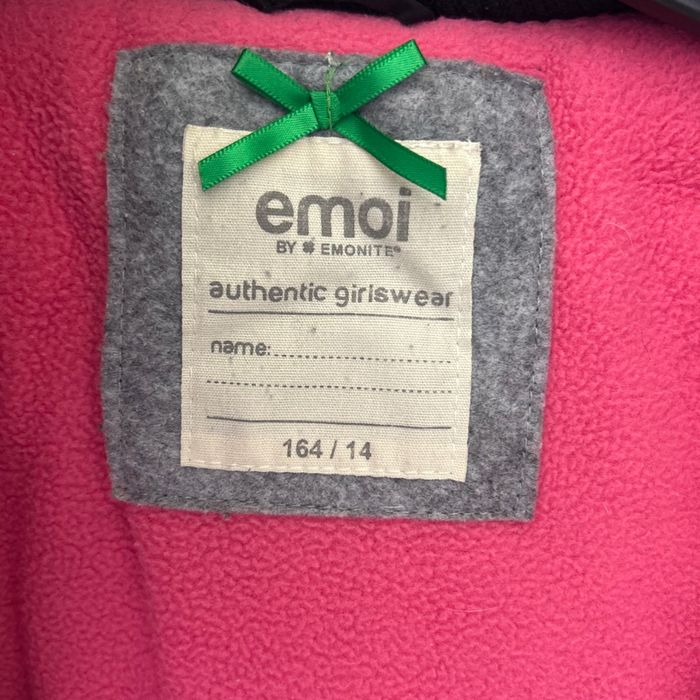 emoi
BY EMONITE®
authentic girlswear
name:
164 / 14